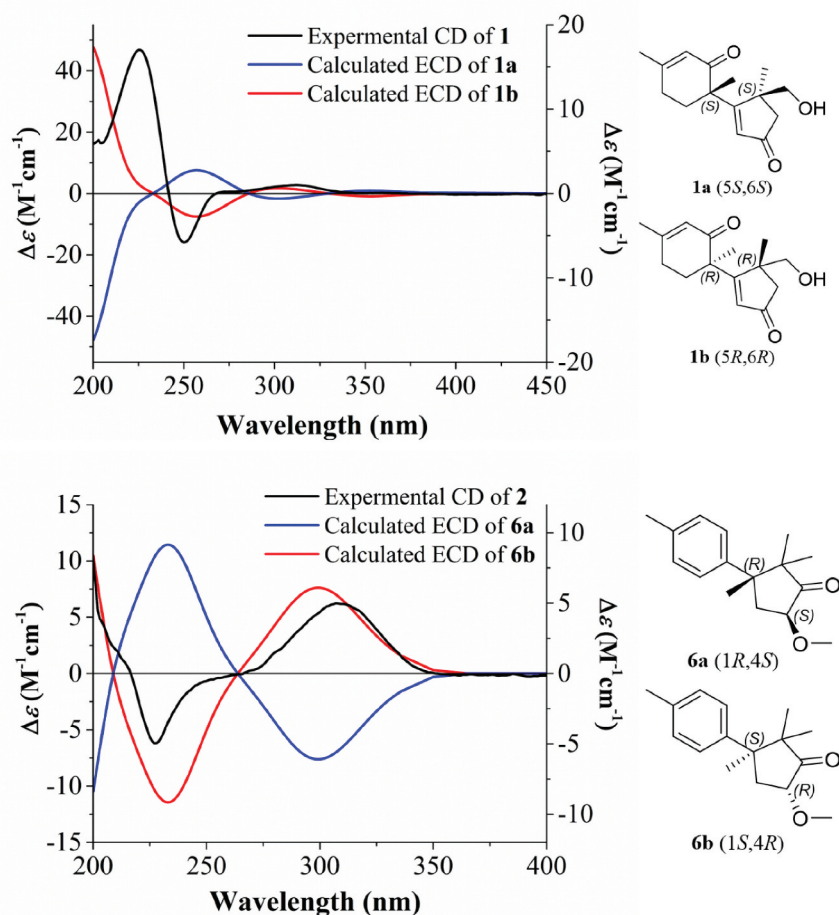 Expermental CD of 1
Calculated ECD of 1a
Calculated ECD of 1b
Δε (M⁻¹cm⁻¹)
40
20
0
-20
-40
20
10
0
-10
-20
Δε (M⁻¹cm⁻¹)
200 250 300 350 400 450
Wavelength (nm)
O
(S)
(S)
OH
O
1a (5S,6S)
O
(R)
(R)
OH
O
1b (5R,6R)
Expermental CD of 2
Calculated ECD of 6a
Calculated ECD of 6b
Δε (M⁻¹cm⁻¹)
15
10
5
0
-5
-10
-15
10
5
0
-5
-10
Δε (M⁻¹cm⁻¹)
200 250 300 350 400
Wavelength (nm)
(R)
O
(S)
O
6a (1R,4S)
(S)
O
(R)
O
6b (1S,4R)